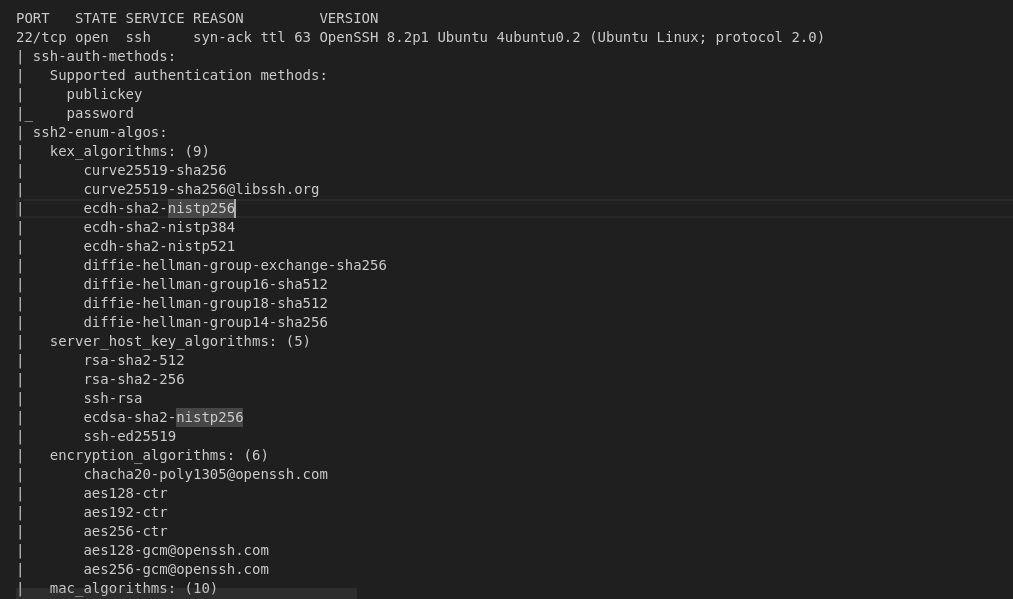 PORT   STATE SERVICE REASON         VERSION
22/tcp open  ssh     syn-ack ttl 63 OpenSSH 8.2p1 Ubuntu 4ubuntu0.2 (Ubuntu Linux; protocol 2.0)
| ssh-auth-methods:
|   Supported authentication methods:
|     publickey
|_    password
| ssh2-enum-algos:
|   kex_algorithms: (9)
|       curve25519-sha256
|       curve25519-sha256@libssh.org
|       ecdh-sha2-nistp256
|       ecdh-sha2-nistp384
|       ecdh-sha2-nistp521
|       diffie-hellman-group-exchange-sha256
|       diffie-hellman-group16-sha512
|       diffie-hellman-group18-sha512
|       diffie-hellman-group14-sha256
|   server_host_key_algorithms: (5)
|       rsa-sha2-512
|       rsa-sha2-256
|       ssh-rsa
|       ecdsa-sha2-nistp256
|       ssh-ed25519
|   encryption_algorithms: (6)
|       chacha20-poly1305@openssh.com
|       aes128-ctr
|       aes192-ctr
|       aes256-ctr
|       aes128-gcm@openssh.com
|       aes256-gcm@openssh.com
|   mac_algorithms: (10)